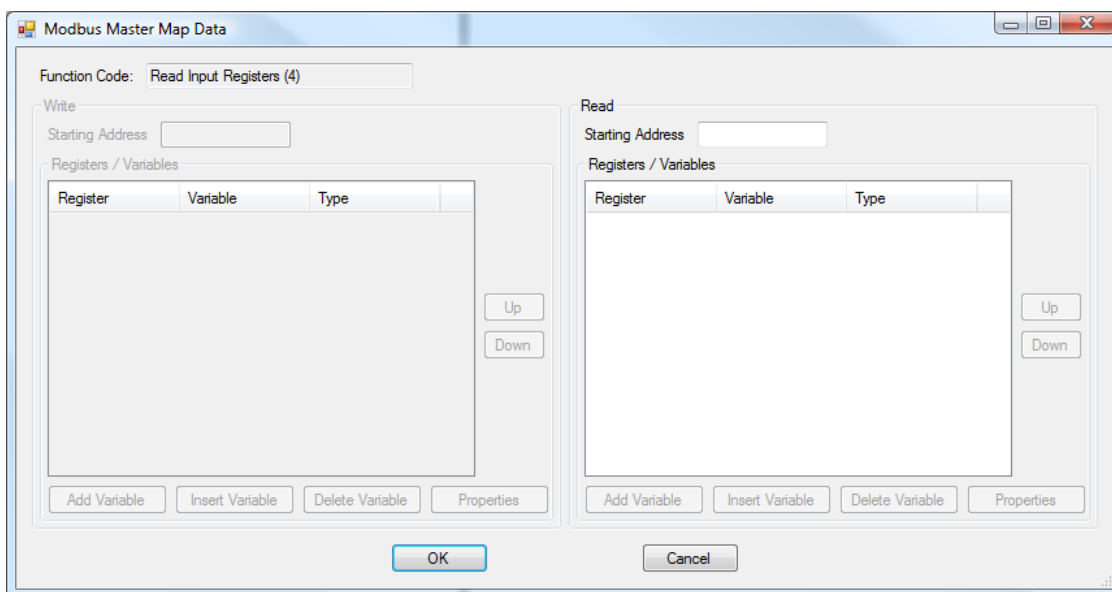 Modbus Master Map Data
Function Code: Read Input Registers (4)
Write
Starting Address
Registers / Variables
Register Variable Type
Up
Down
Add Variable Insert Variable Delete Variable Properties
Read
Starting Address
Registers / Variables
Register Variable Type
Up
Down
Add Variable Insert Variable Delete Variable Properties
OK Cancel